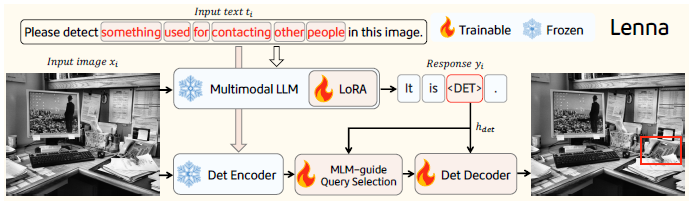 Input text t_i
Please detect something used for contacting other people in this image.
Trainable
Frozen
Lenna
Input image x_i
Multimodal LLM
LoRA
Response y_i
It is <DET> .
h_det
Det Encoder
MLM-guide
Query Selection
Det Decoder